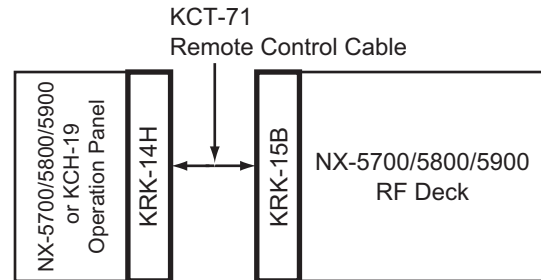 KCT-71
Remote Control Cable
NX-5700/5800/5900
or KCH-19
Operation Panel
KRK-14H
KRK-15B
NX-5700/5800/5900
RF Deck